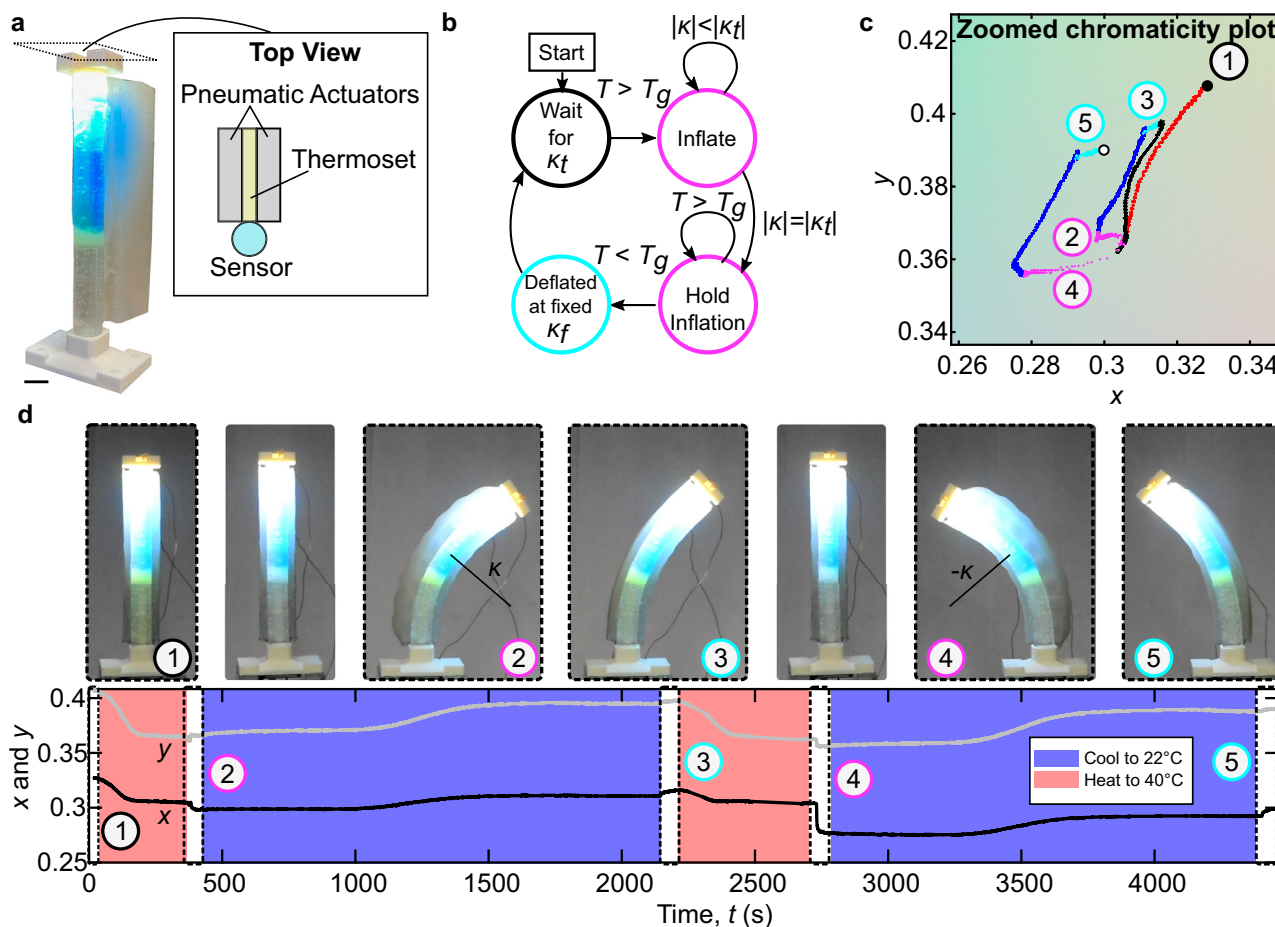 a
Top View
Pneumatic Actuators
Thermoset
Sensor
b
Start
Wait
for
κt
T > Tg
|κ|<|κt|
Inflate
|κ|=|κt|
T > Tg
Hold
Inflation
T < Tg
Deflated
at fixed
κf
c
Zoomed chromaticity plot
1
3
5
2
4
0.42
0.4
0.38
0.36
0.34
y
0.26
0.28
0.3
0.32
0.34
x
d
κ
-κ
1
2
3
4
5
0.4
0.35
0.3
0.25
x and y
y
x
1
2
3
4
5
Cool to 22°C
Heat to 40°C
0
500
1000
1500
2000
2500
3000
3500
4000
Time, t (s)